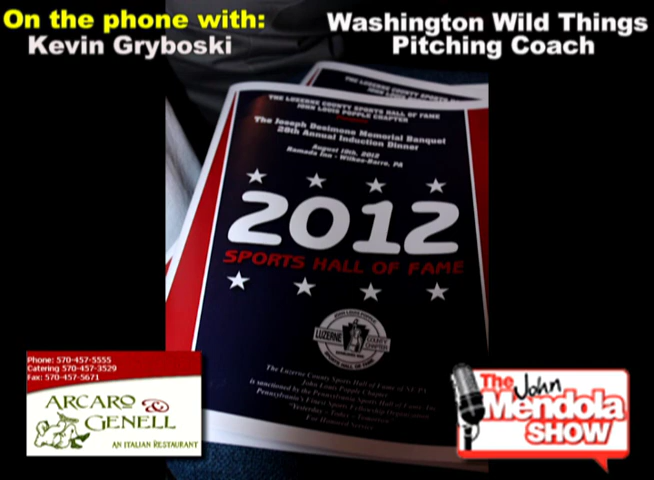 On the phone with:
Kevin Gryboski
Washington Wild Things
Pitching Coach
THE LUZERNE COUNTY SPORTS HALL OF FAME
JOHN LOUIS POPPLE CHAPTER
The Joseph Desimone Memorial Banquet
28th Annual Induction Dinner
August 10th, 2012
Ramada Inn - Wilkes-Barre, PA
2012
SPORTS HALL OF FAME
LUZERNE
COUNTY
CHAPTER
The Luzerne County Sports Hall of Fame of NE PA
John Louis Popple Chapter
is sanctioned by the Pennsylvania Sports Hall of Fame
Pennsylvania's Finest Sports Fellowship Organization
"Yesterday - Today - Tomorrow"
Phone: 570-457-5555
Catering 570-457-3529
Fax: 570-457-5671
ARCARO &
GENELL
AN ITALIAN RESTAURANT
The John
Mendola
SHOW